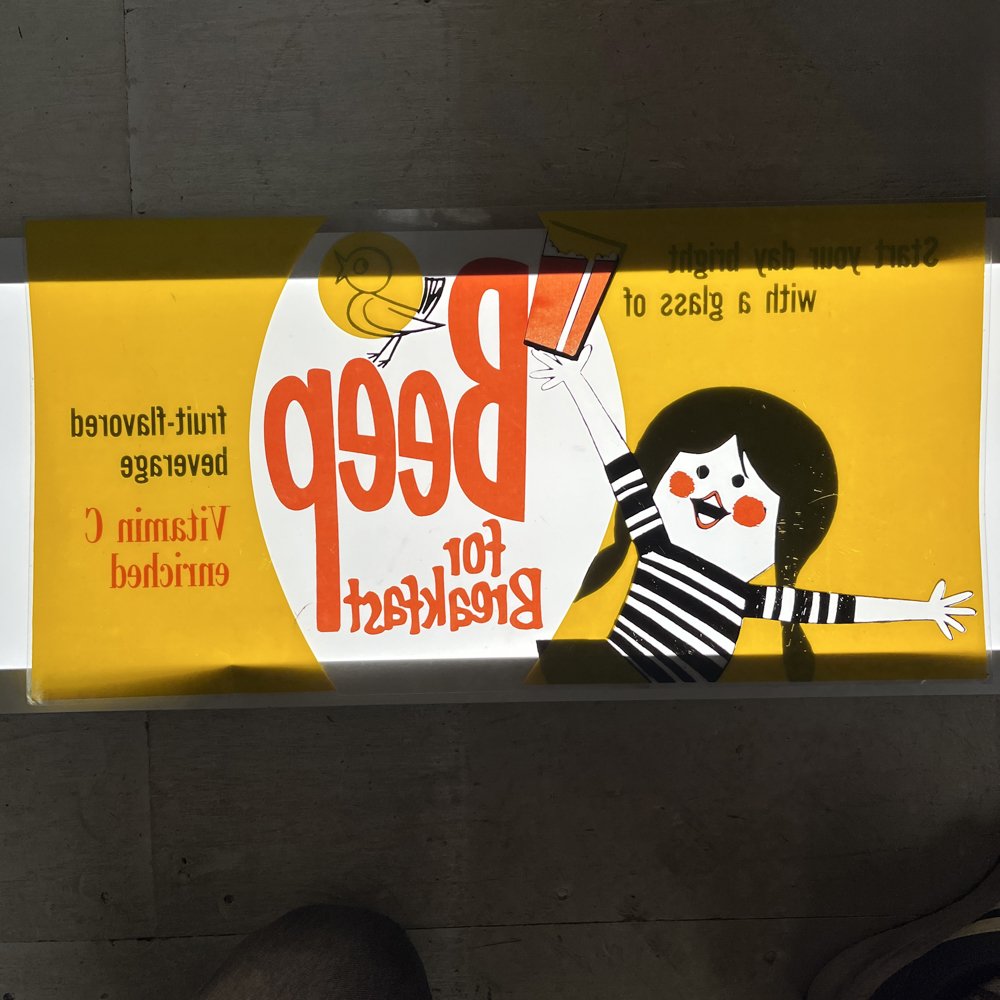 Start your day bright
with a glass of
Beep
for
Breakfast
fruit-flavored
beverage
Vitamin C
enriched